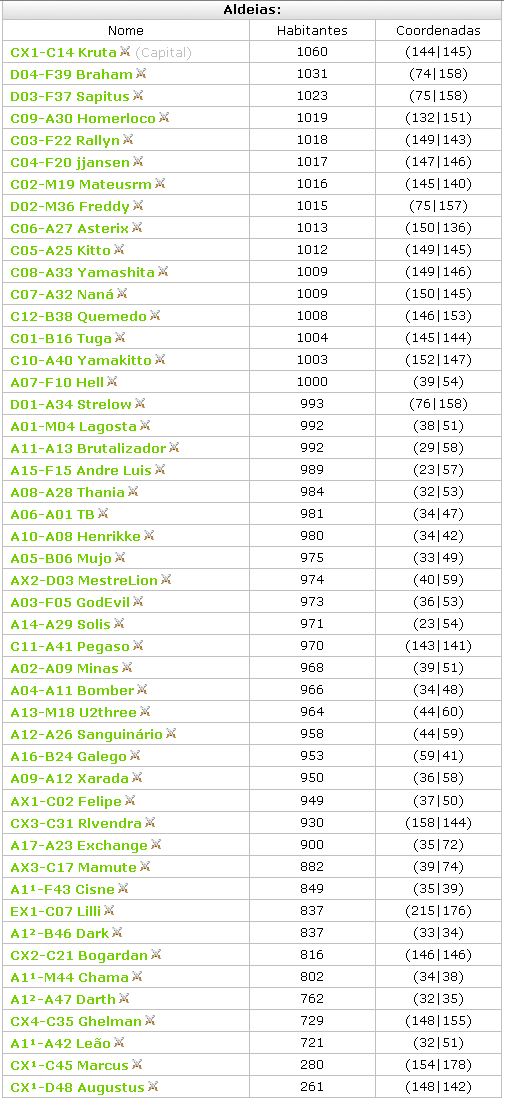 Aldeias:
Nome Habitantes Coordenadas
CX1-C14 Kruta (Capital) 1060 (144|145)
D04-F39 Braham 1031 (74|158)
D03-F37 Sapitus 1023 (75|158)
C09-A30 Homerloco 1019 (132|151)
C03-F22 Rallyn 1018 (149|143)
C04-F20 jjansen 1017 (147|146)
C02-M19 Mateusrm 1016 (145|140)
D02-M36 Freddy 1015 (75|157)
C06-A27 Asterix 1013 (150|136)
C05-A25 Kitto 1012 (149|145)
C08-A33 Yamashita 1009 (149|146)
C07-A32 Naná 1009 (150|145)
C12-B38 Quemedo 1008 (146|153)
C01-B16 Tuga 1004 (145|144)
C10-A40 Yamakitto 1003 (152|147)
A07-F10 Hell 1000 (39|54)
D01-A34 Strelow 993 (76|158)
A01-M04 Lagosta 992 (38|51)
A11-A13 Brutalizador 992 (29|58)
A15-F15 Andre Luis 989 (23|57)
A08-A28 Thania 984 (32|53)
A06-A01 TB 981 (34|47)
A10-A08 Henrikke 980 (34|42)
A05-B06 Mujo 975 (33|49)
AX2-D03 MestreLion 974 (40|59)
A03-F05 GodEvil 973 (36|53)
A14-A29 Solis 971 (23|54)
C11-A41 Pegaso 970 (143|141)
A02-A09 Minas 968 (39|51)
A04-A11 Bomber 966 (34|48)
A13-M18 U2three 964 (44|60)
A12-A26 Sanguinário 958 (44|59)
A16-B24 Galego 953 (59|41)
A09-A12 Xarada 950 (36|58)
AX1-C02 Felipe 949 (37|50)
CX3-C31 Rlvendra 930 (158|144)
A17-A23 Exchange 900 (35|72)
AX3-C17 Mamute 882 (39|74)
A1¹-F43 Cisne 849 (35|39)
EX1-C07 Lilli 837 (215|176)
A1²-B46 Dark 837 (33|34)
CX2-C21 Bogardan 816 (146|146)
A1¹-M44 Chama 802 (34|38)
A1²-A47 Darth 762 (32|35)
CX4-C35 Ghelman 729 (148|155)
A1¹-A42 Leão 721 (32|51)
CX¹-C45 Marcus 280 (154|178)
CX¹-D48 Augustus 261 (148|142)